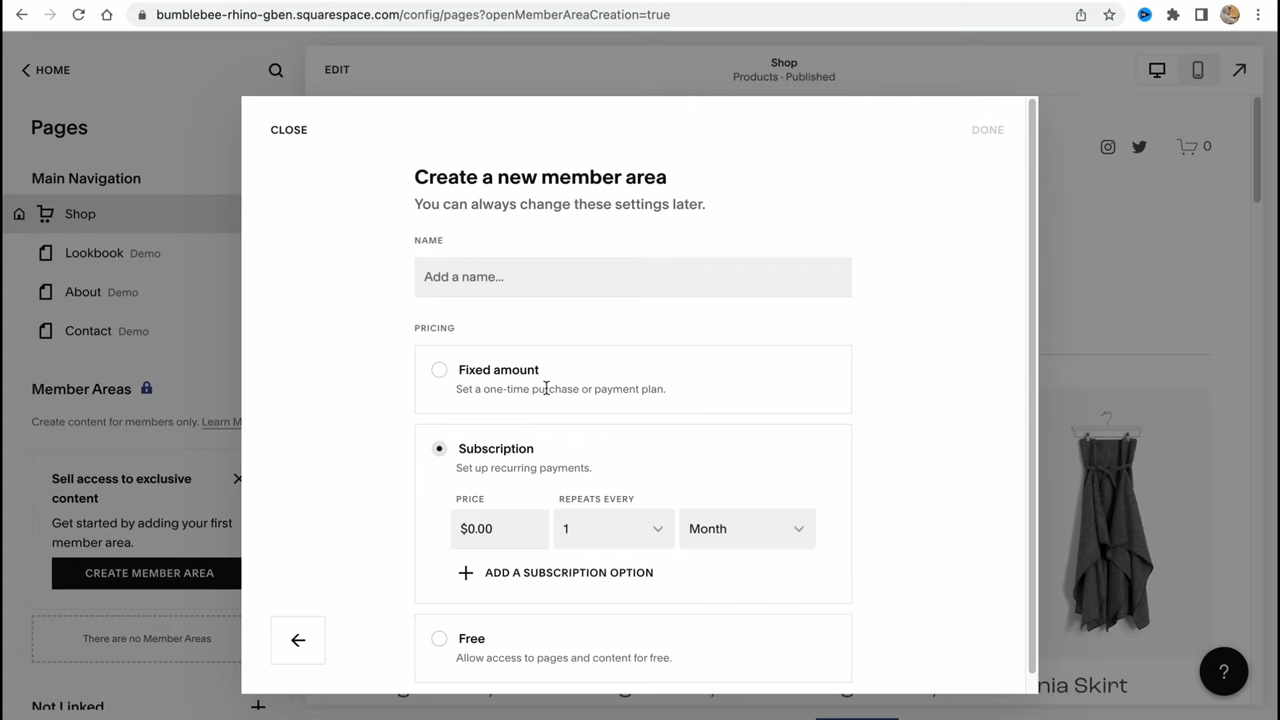 bumblebee-rhino-gben.squarespace.com/config/pages?openMemberAreaCreation=true
HOME
EDIT
Shop
Products · Published
Pages
Main Navigation
Shop
Lookbook Demo
About Demo
Contact Demo
Member Areas
Create content for members only. Learn M
Sell access to exclusive
content
Get started by adding your first
member area.
CREATE MEMBER AREA
There are no Member Areas
Not Linked
CLOSE
DONE
Create a new member area
You can always change these settings later.
NAME
Add a name...
PRICING
Fixed amount
Set a one-time purchase or payment plan.
Subscription
Set up recurring payments.
PRICE REPEATS EVERY
$0.00 1 Month
ADD A SUBSCRIPTION OPTION
Free
Allow access to pages and content for free.
0
nia Skirt
?